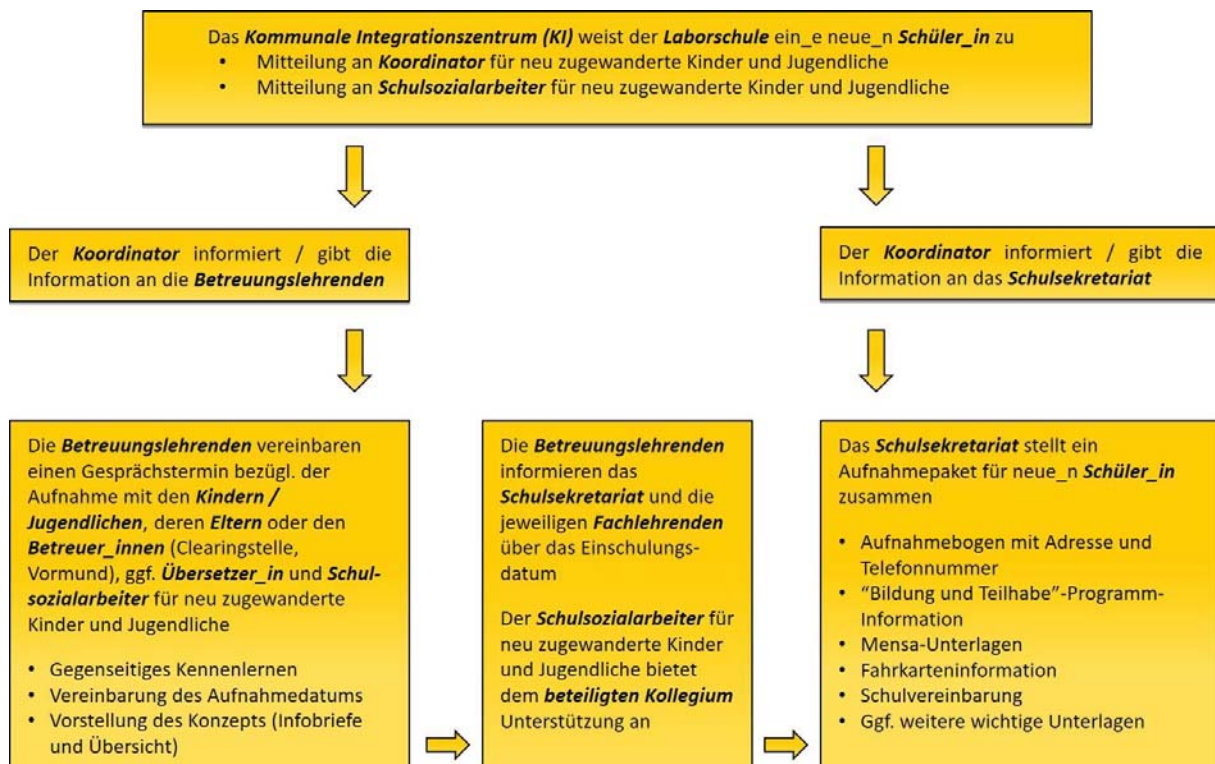 Das Kommunale Integrationszentrum (KI) weist der Laborschule ein_e neue_n Schüler_in zu
• Mitteilung an Koordinator für neu zugewanderte Kinder und Jugendliche
• Mitteilung an Schulsozialarbeiter für neu zugewanderte Kinder und Jugendliche
Der Koordinator informiert / gibt die
Information an die Betreuungslehrenden
Der Koordinator informiert / gibt die
Information an das Schulsekretariat
Die Betreuungslehrenden vereinbaren
einen Gesprächstermin bezügl. der
Aufnahme mit den Kindern /
Jugendlichen, deren Eltern oder den
Betreuer_innen (Clearingstelle,
Vormund), ggf. Übersetzer_in und Schul-
sozialarbeiter für neu zugewanderte
Kinder und Jugendliche
• Gegenseitiges Kennenlernen
• Vereinbarung des Aufnahmedatums
• Vorstellung des Konzepts (Infobriefe
und Übersicht)
Die Betreuungslehrenden
informieren das
Schulsekretariat und die
jeweiligen Fachlehrenden
über das Einschulungs-
datum
Der Schulsozialarbeiter für
neu zugewanderte Kinder
und Jugendliche bietet
dem beteiligten Kollegium
Unterstützung an
Das Schulsekretariat stellt ein
Aufnahmepaket für neue_n Schüler_in
zusammen
• Aufnahmebogen mit Adresse und
Telefonnummer
• “Bildung und Teilhabe”-Programm-
Information
• Mensa-Unterlagen
• Fahrkarteninformation
• Schulvereinbarung
• Ggf. weitere wichtige Unterlagen